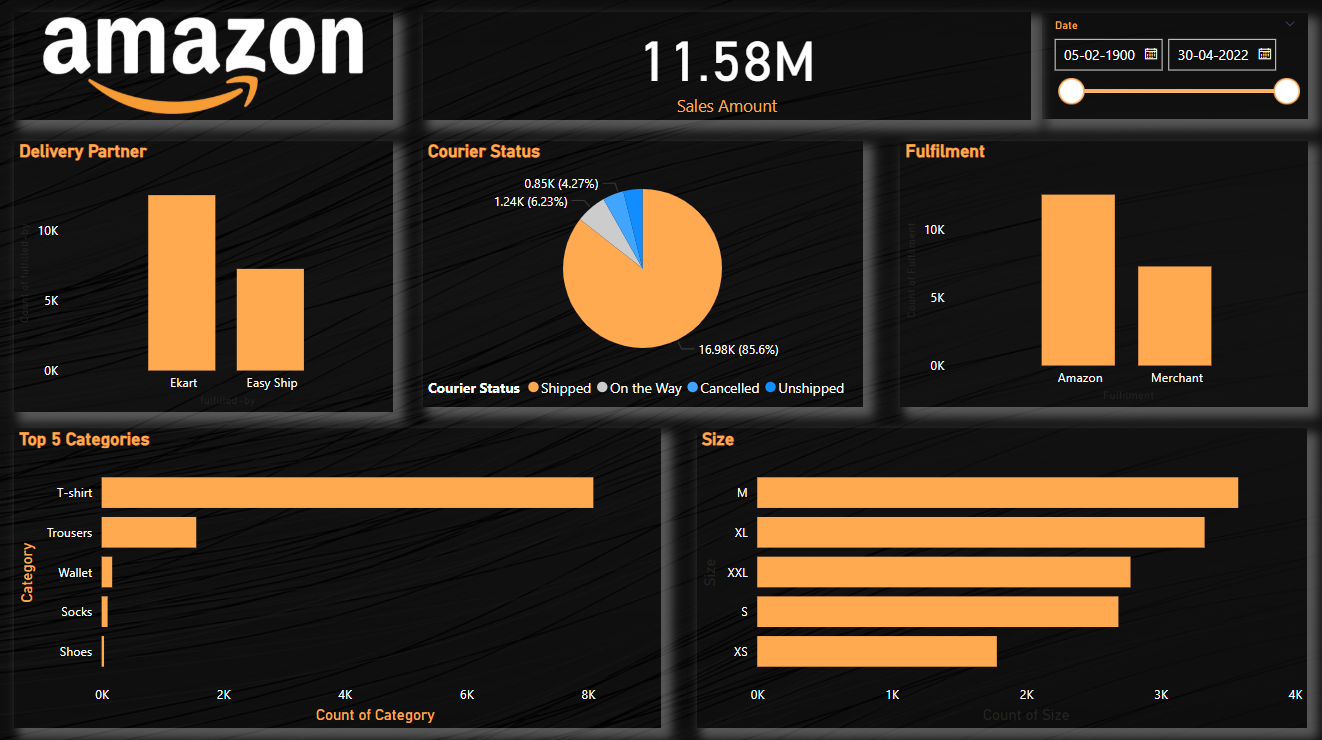 amazon
11.58M
Sales Amount
Date
05-02-1900
30-04-2022
Delivery Partner
10K
5K
0K
Count of fulfilled-by
Ekart
Easy Ship
fulfilled-by
Courier Status
0.85K (4.27%)
1.24K (6.23%)
16.98K (85.6%)
Courier Status Shipped On the Way Cancelled Unshipped
Fulfilment
10K
5K
0K
Count of Fulfilment
Amazon
Merchant
Fulfilment
Top 5 Categories
Category
T-shirt
Trousers
Wallet
Socks
Shoes
0K 2K 4K 6K 8K
Count of Category
Size
Size
M
XL
XXL
S
XS
0K 1K 2K 3K 4K
Count of Size